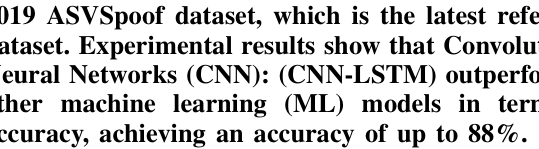 019 ASVSpoof dataset, which is the latest refe
ataset. Experimental results show that Convolut
Neural Networks (CNN): (CNN-LSTM) outperfo
ther machine learning (ML) models in term
ccuracy, achieving an accuracy of up to 88%.